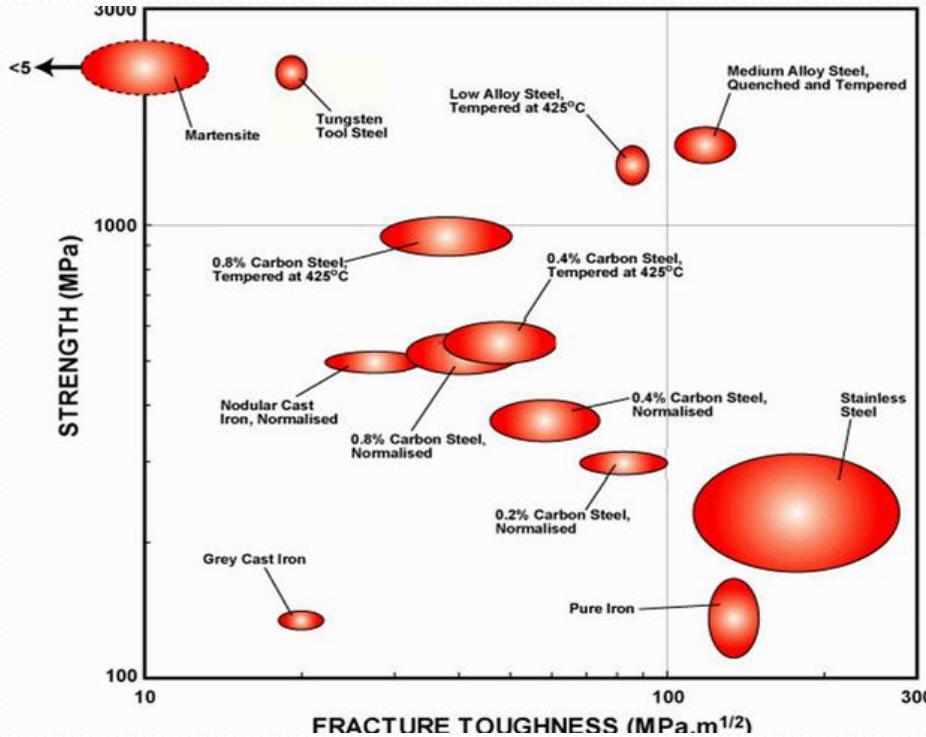 3000
<5
Martensite
Tungsten
Tool Steel
Low Alloy Steel,
Tempered at 425°C
Medium Alloy Steel,
Quenched and Tempered
1000
0.8% Carbon Steel,
Tempered at 425°C
0.4% Carbon Steel,
Tempered at 425°C
STRENGTH (MPa)
Nodular Cast
Iron, Normalised
0.8% Carbon Steel,
Normalised
0.4% Carbon Steel,
Normalised
Stainless
Steel
0.2% Carbon Steel,
Normalised
Grey Cast Iron
Pure Iron
100
10
100
300
FRACTURE TOUGHNESS (MPa.m1/2)